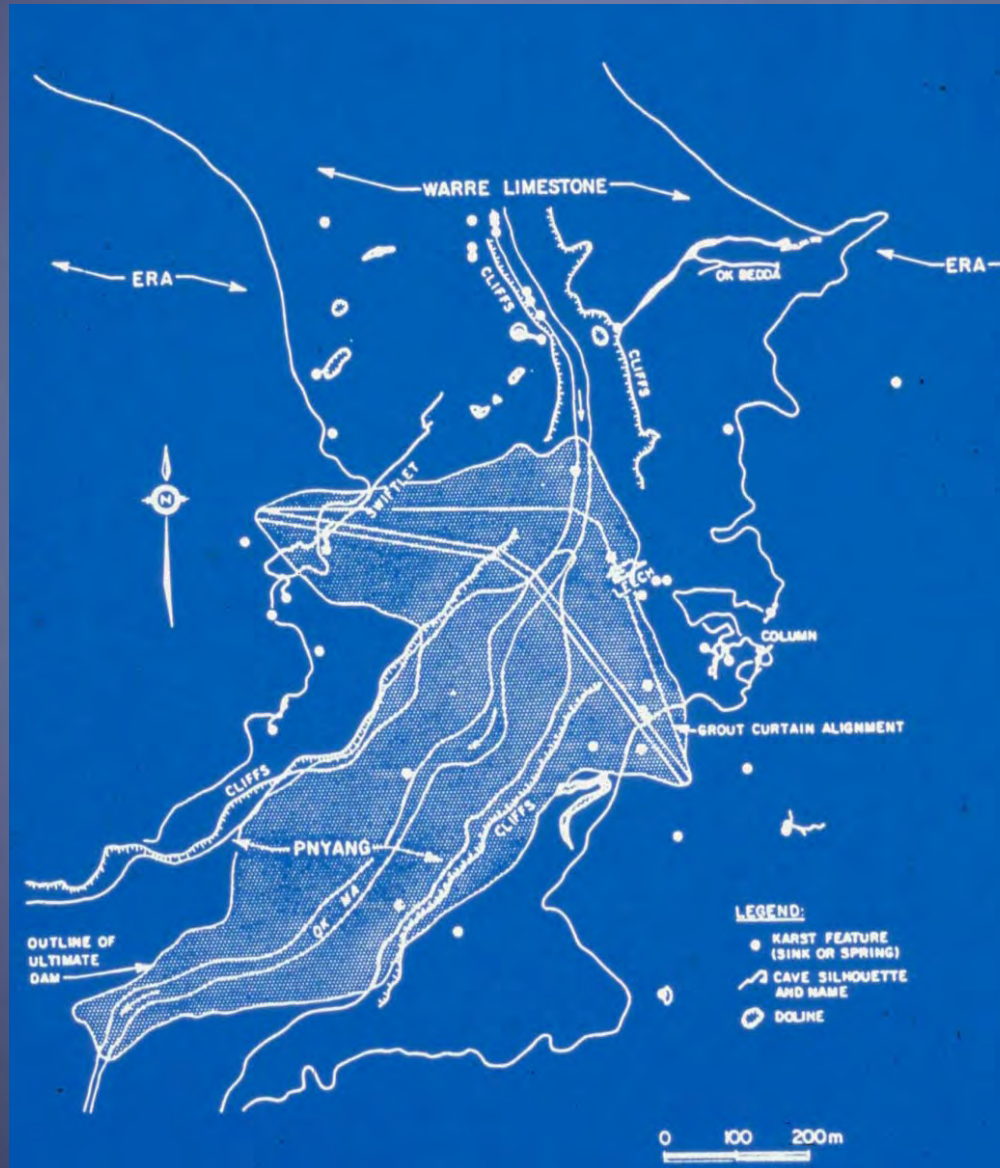 WARRE LIMESTONE
ERA
ERA
CLIFFS
OK BEDDA
CLIFFS
N
SWIFTLET
LEECH
COLUMN
GROUT CURTAIN ALIGNMENT
CLIFFS
CLIFFS
PNYANG
OK MA
OUTLINE OF
ULTIMATE
DAM
LEGEND:
KARST FEATURE
(SINK OR SPRING)
CAVE SILHOUETTE
AND NAME
DOLINE
0 100 200m